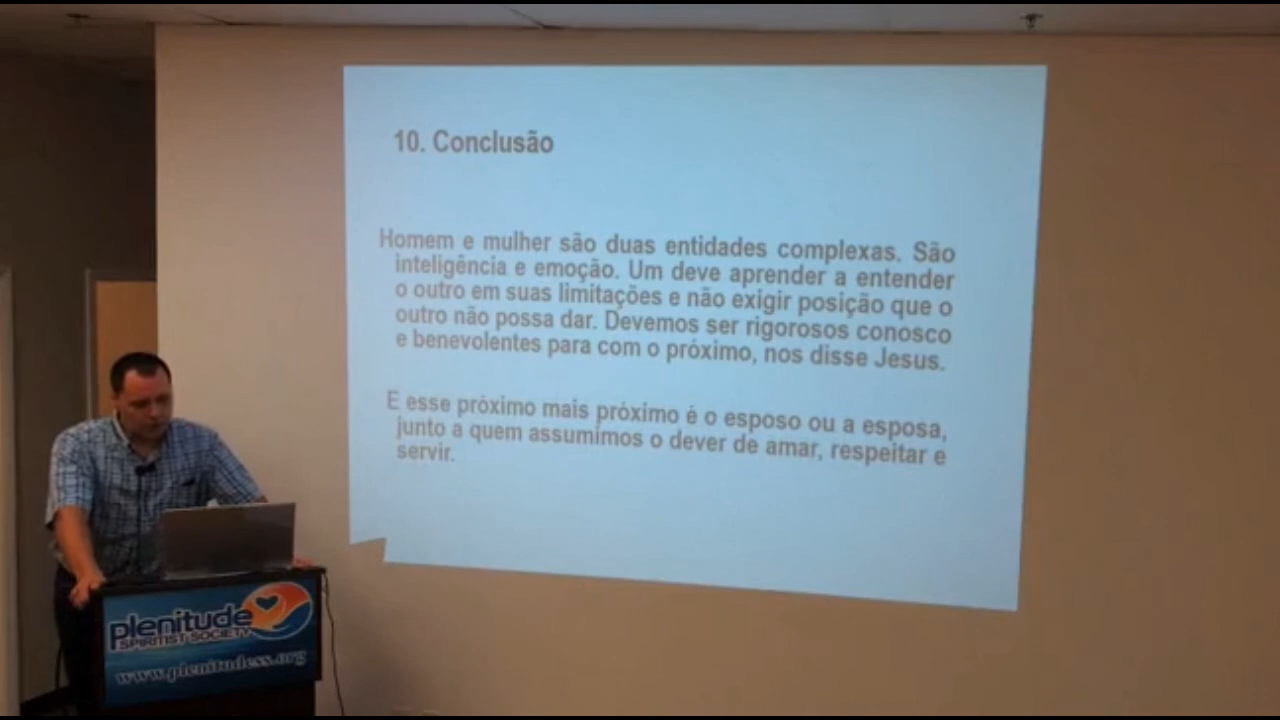 10. Conclusão
Homem e mulher são duas entidades complexas. São
inteligência e emoção. Um deve aprender a entender
o outro em suas limitações e não exigir posição que o
outro não possa dar. Devemos ser rigorosos conosco
e benevolentes para com o próximo, nos disse Jesus.
E esse próximo mais próximo é o esposo ou a esposa,
junto a quem assumimos o dever de amar, respeitar e
servir.
plenitude
SPIRITIST SOCIETY
www.plenitudess.org